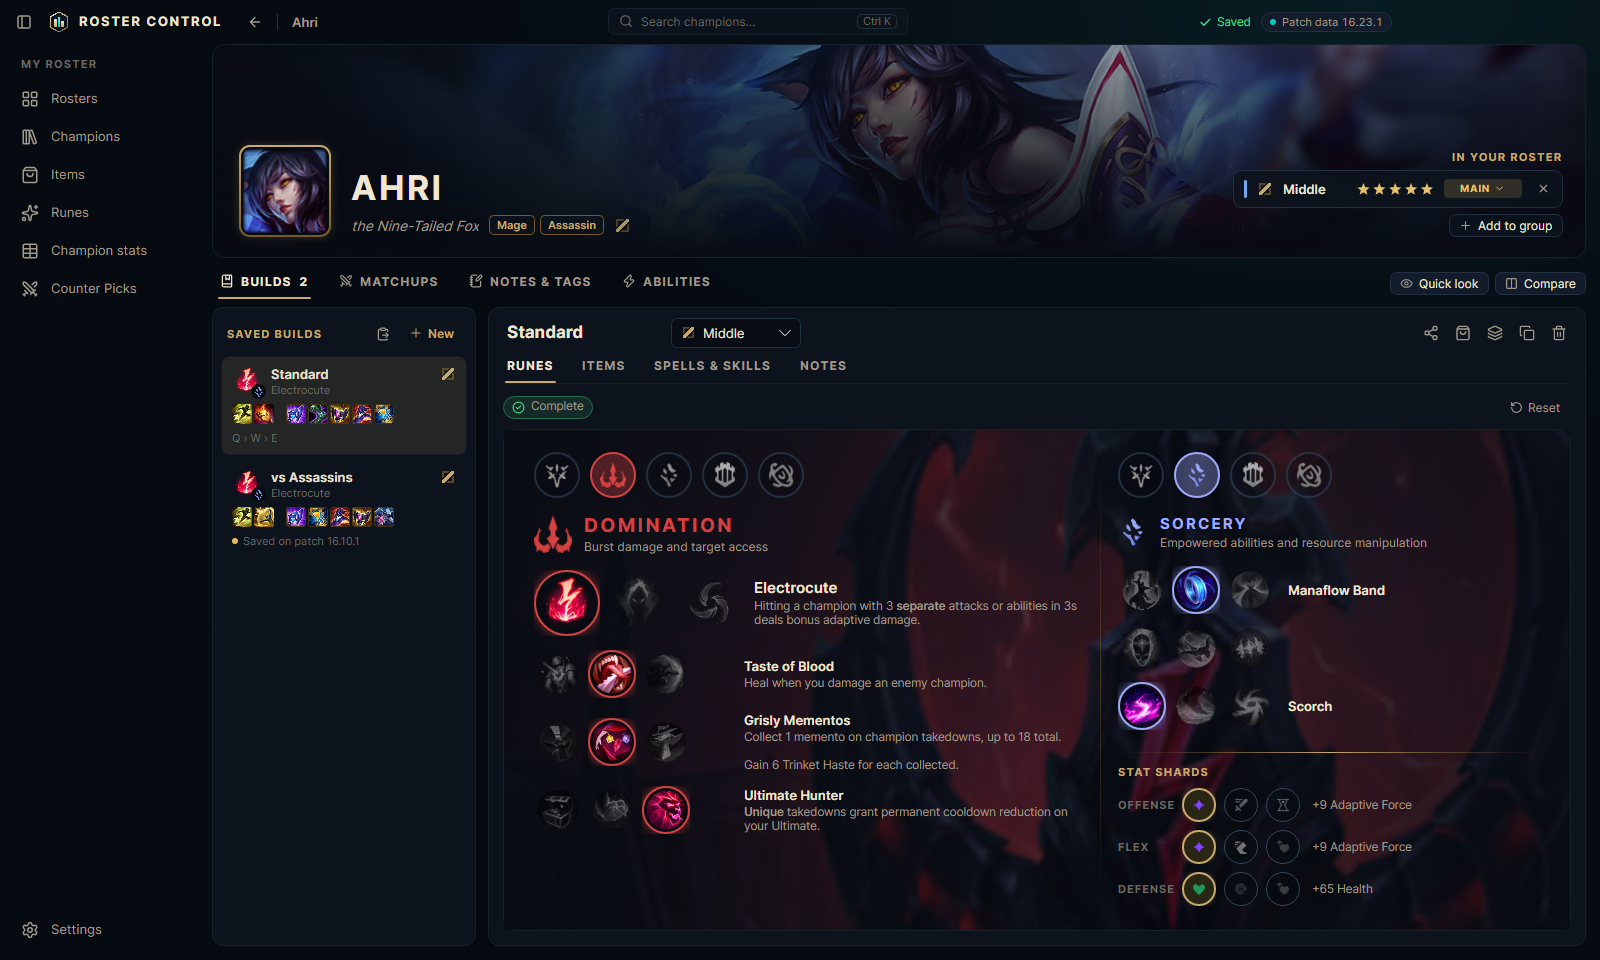 ROSTER CONTROL
Ahri
Search champions...
Ctrl K
Saved
Patch data 16.23.1
MY ROSTER
Rosters
Champions
Items
Runes
Champion stats
Counter Picks
Settings
AHRI
the Nine-Tailed Fox
Mage
Assassin
IN YOUR ROSTER
Middle
MAIN
Add to group
BUILDS 2
MATCHUPS
NOTES & TAGS
ABILITIES
Quick look
Compare
SAVED BUILDS
New
Standard
Electrocute
Q › W › E
vs Assassins
Electrocute
Saved on patch 16.10.1
Standard
Middle
RUNES
ITEMS
SPELLS & SKILLS
NOTES
Complete
Reset
DOMINATION
Burst damage and target access
Electrocute
Hitting a champion with 3 separate attacks or abilities in 3s
deals bonus adaptive damage.
Taste of Blood
Heal when you damage an enemy champion.
Grisly Mementos
Collect 1 memento on champion takedowns, up to 18 total.
Gain 6 Trinket Haste for each collected.
Ultimate Hunter
Unique takedowns grant permanent cooldown reduction on
your Ultimate.
SORCERY
Empowered abilities and resource manipulation
Manaflow Band
Scorch
STAT SHARDS
OFFENSE
+9 Adaptive Force
FLEX
+9 Adaptive Force
DEFENSE
+65 Health